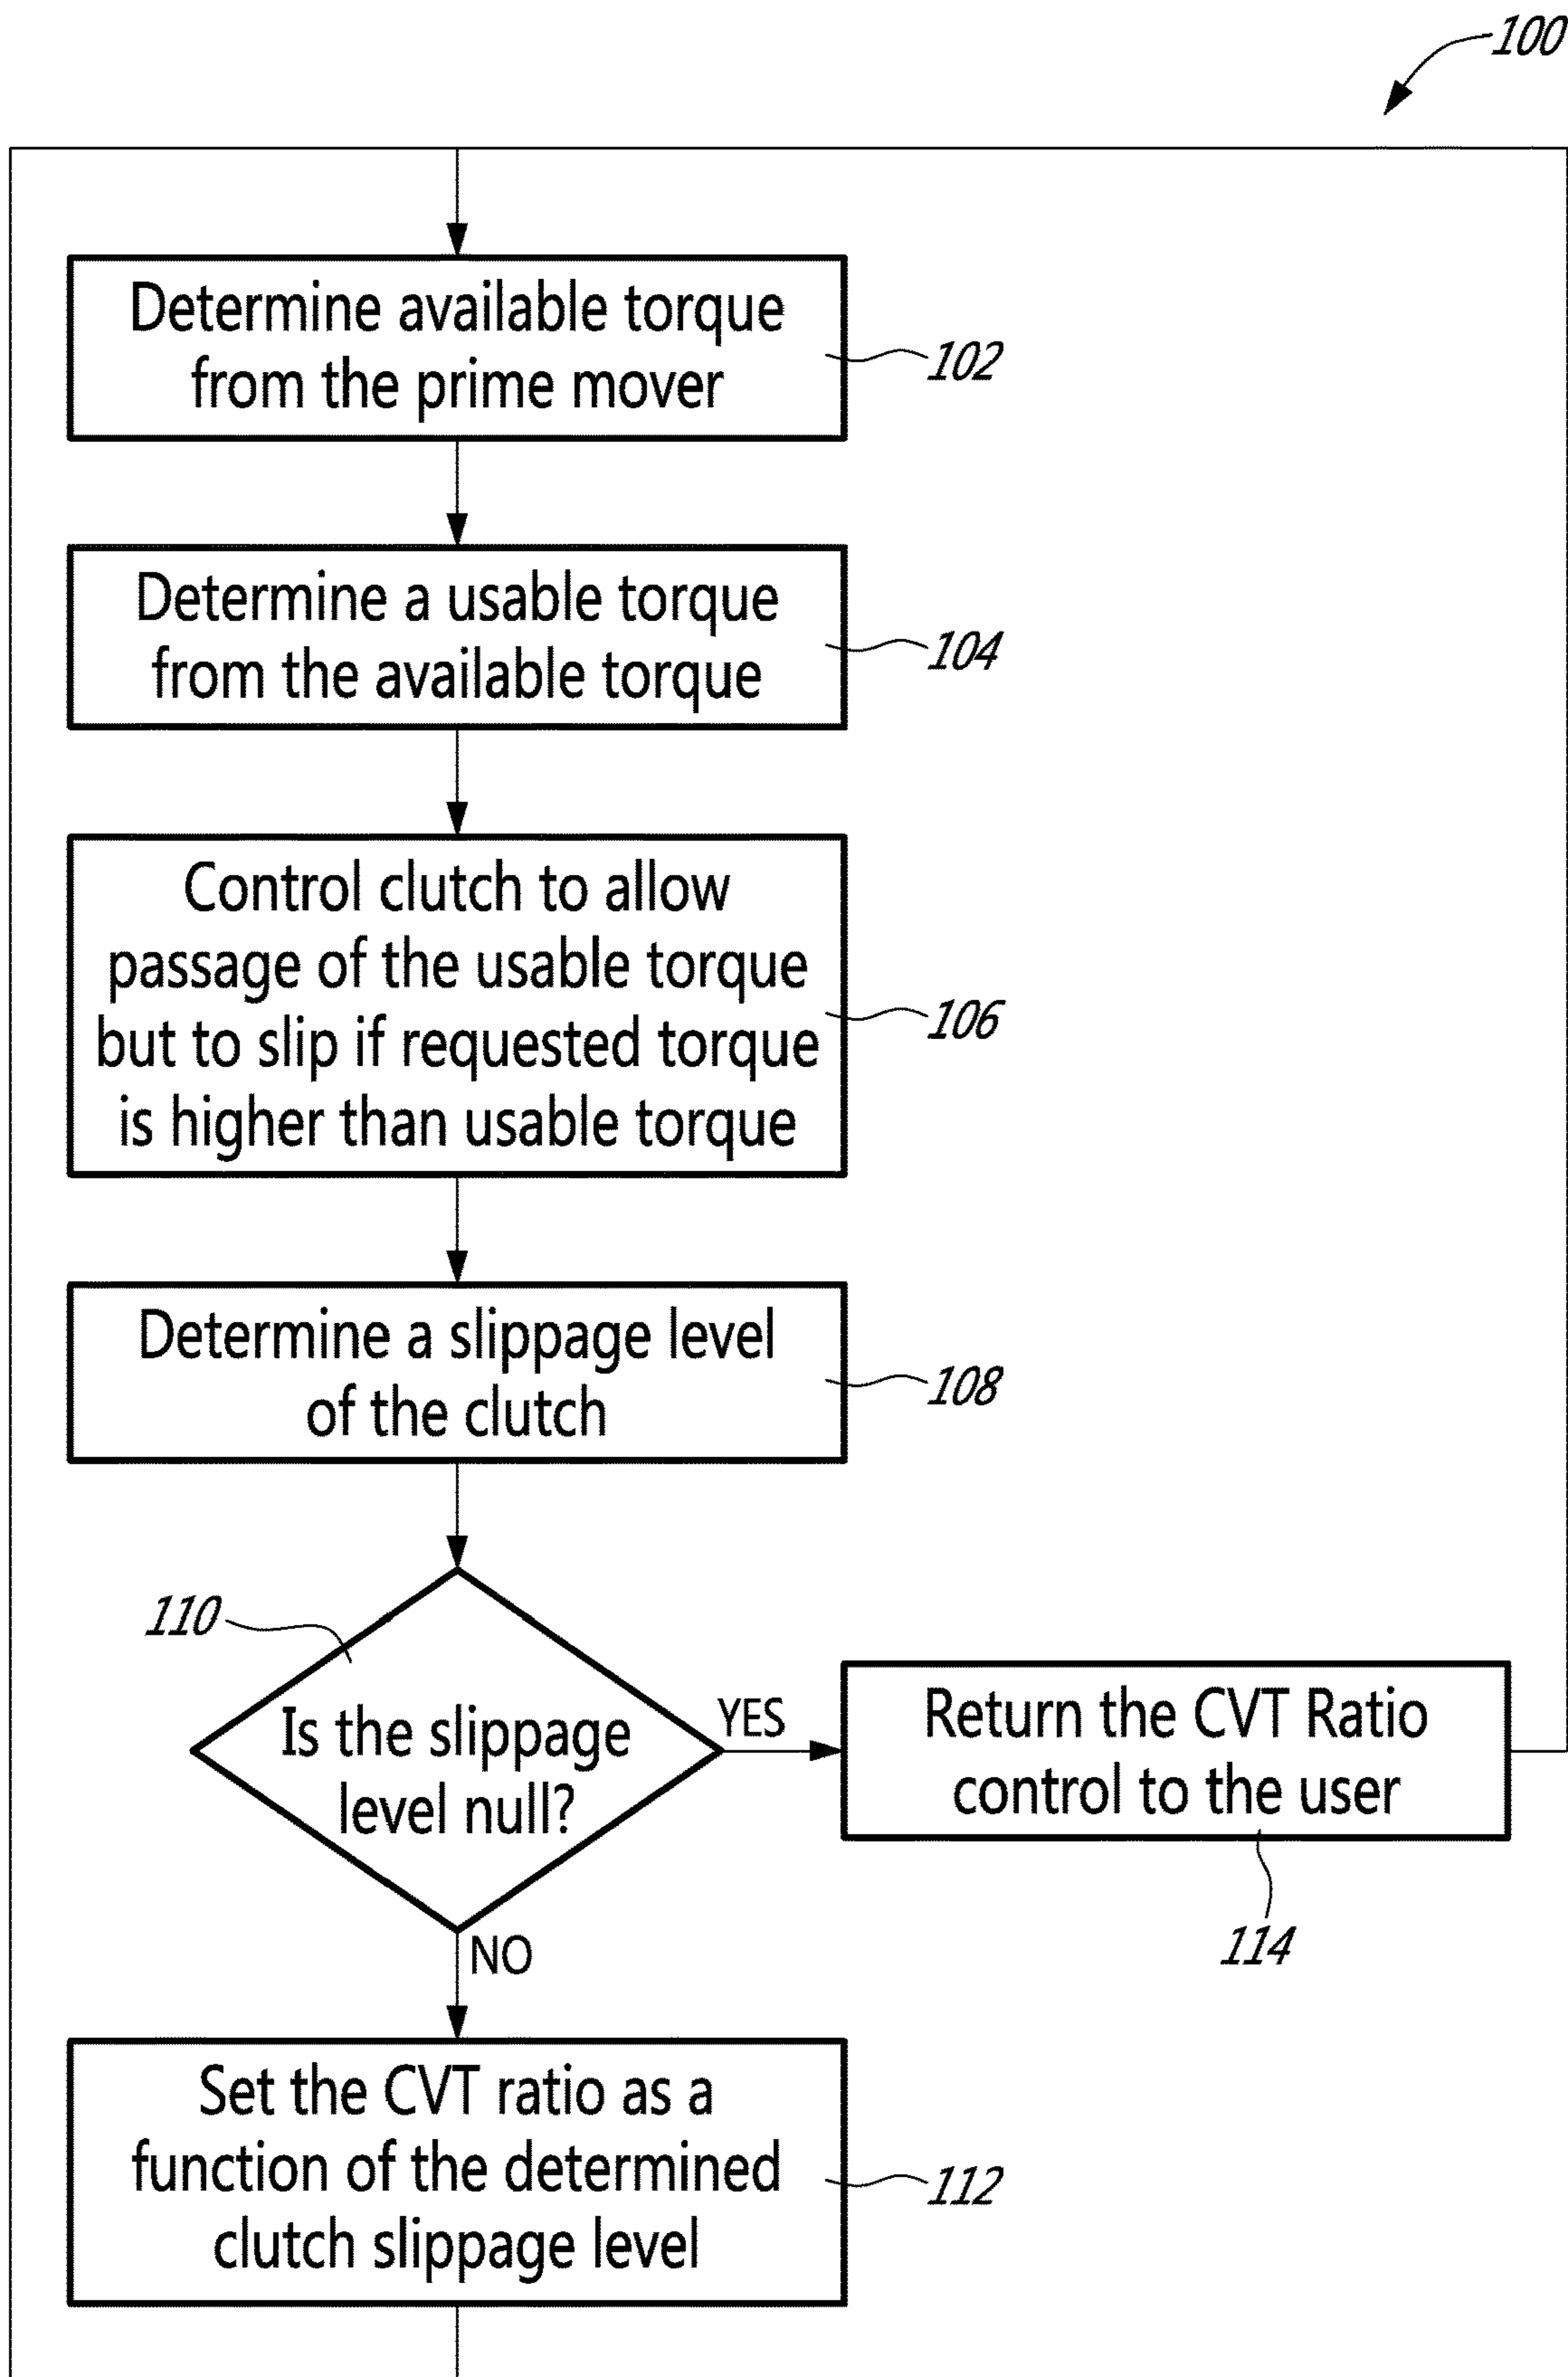 100
Determine available torque
from the prime mover
102
Determine a usable torque
from the available torque
104
Control clutch to allow
passage of the usable torque
but to slip if requested torque
is higher than usable torque
106
Determine a slippage level
of the clutch
108
110
Is the slippage
level null?
YES
Return the CVT Ratio
control to the user
114
NO
Set the CVT ratio as a
function of the determined
clutch slippage level
112